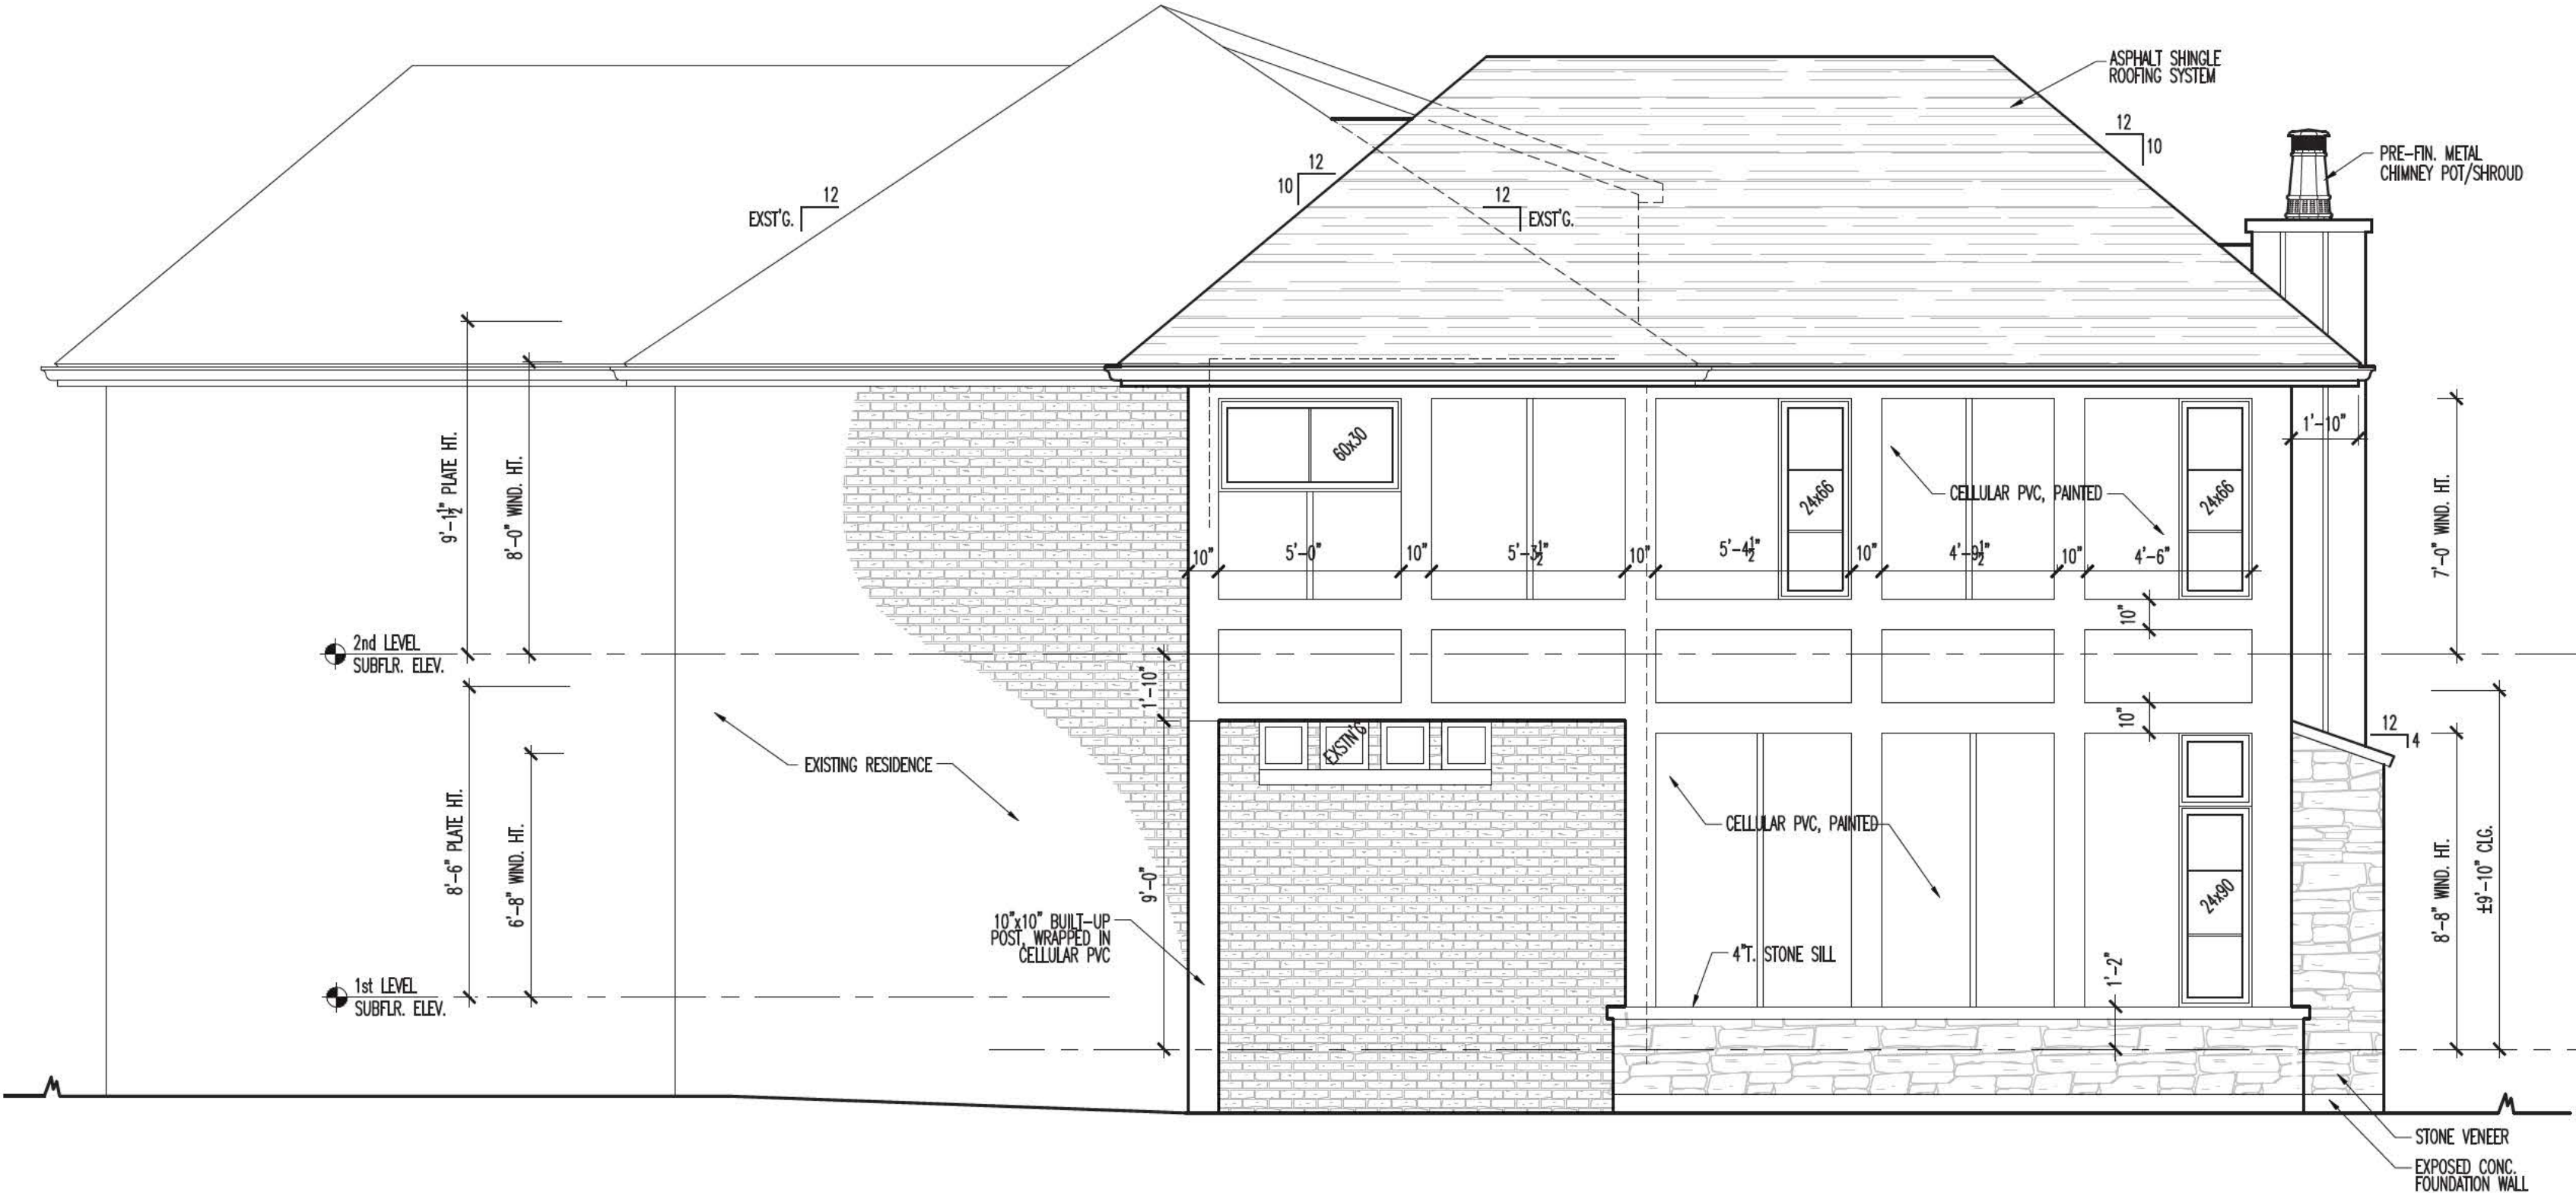 ASPHALT SHINGLE
ROOFING SYSTEM
12
10
PRE-FIN. METAL
CHIMNEY POT/SHROUD
12
10
12
EXST'G.
12
EXST'G.
9'-1½" PLATE HT.
8'-0" WIND. HT.
60x30
24x66
CELLULAR PVC, PAINTED
24x66
1'-10"
7'-0" WIND. HT.
10"
5'-0"
10"
5'-3½"
10"
5'-4½"
10"
4'-9½"
10"
4'-6"
10"
2nd LEVEL
SUBFLR. ELEV.
1'-10"
10"
12
4
EXSTN'G
EXISTING RESIDENCE
8'-6" PLATE HT.
6'-8" WIND. HT.
9'-0"
CELLULAR PVC, PAINTED
24x90
8'-8" WIND. HT.
±9'-10" CLG.
10"x10" BUILT-UP
POST, WRAPPED IN
CELLULAR PVC
4"T. STONE SILL
1'-2"
1st LEVEL
SUBFLR. ELEV.
STONE VENEER
EXPOSED CONC.
FOUNDATION WALL